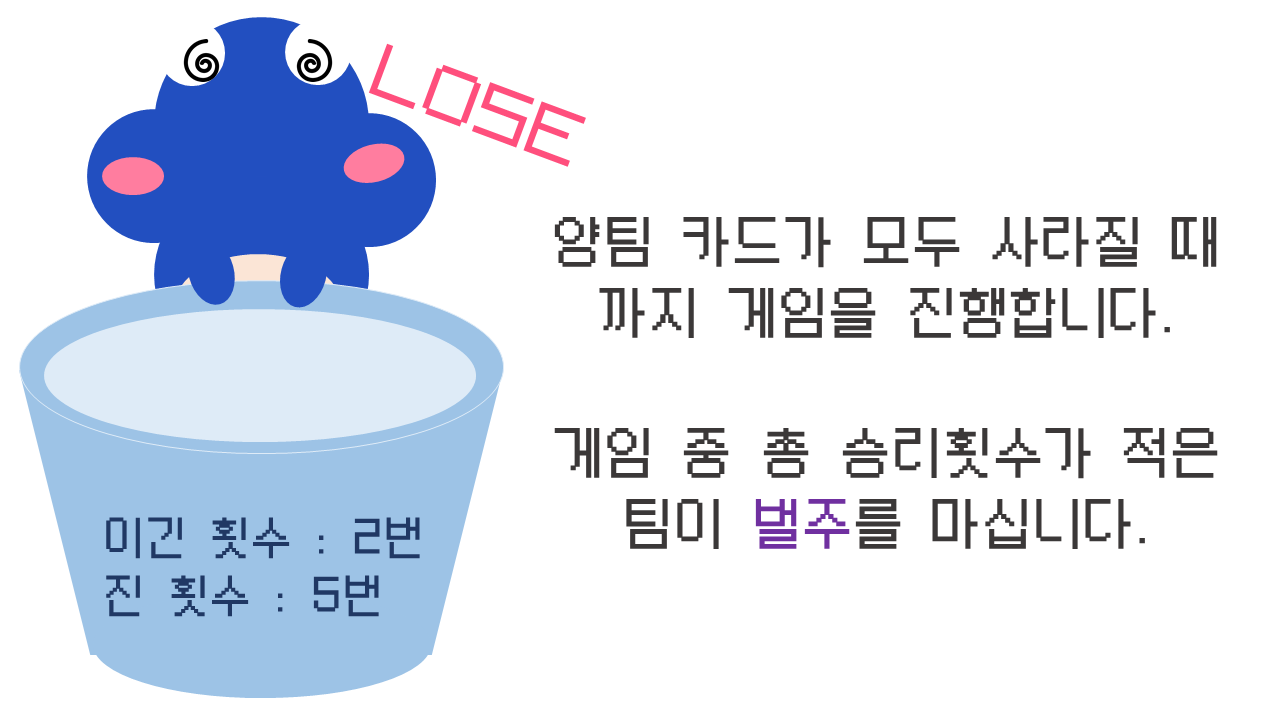 LOSE
양팀 카드가 모두 사라질 때
까지 게임을 진행합니다.
게임 중 총 승리횟수가 적은
팀이 벌주를 마십니다.
이긴 횟수 : 2번
진 횟수 : 5번